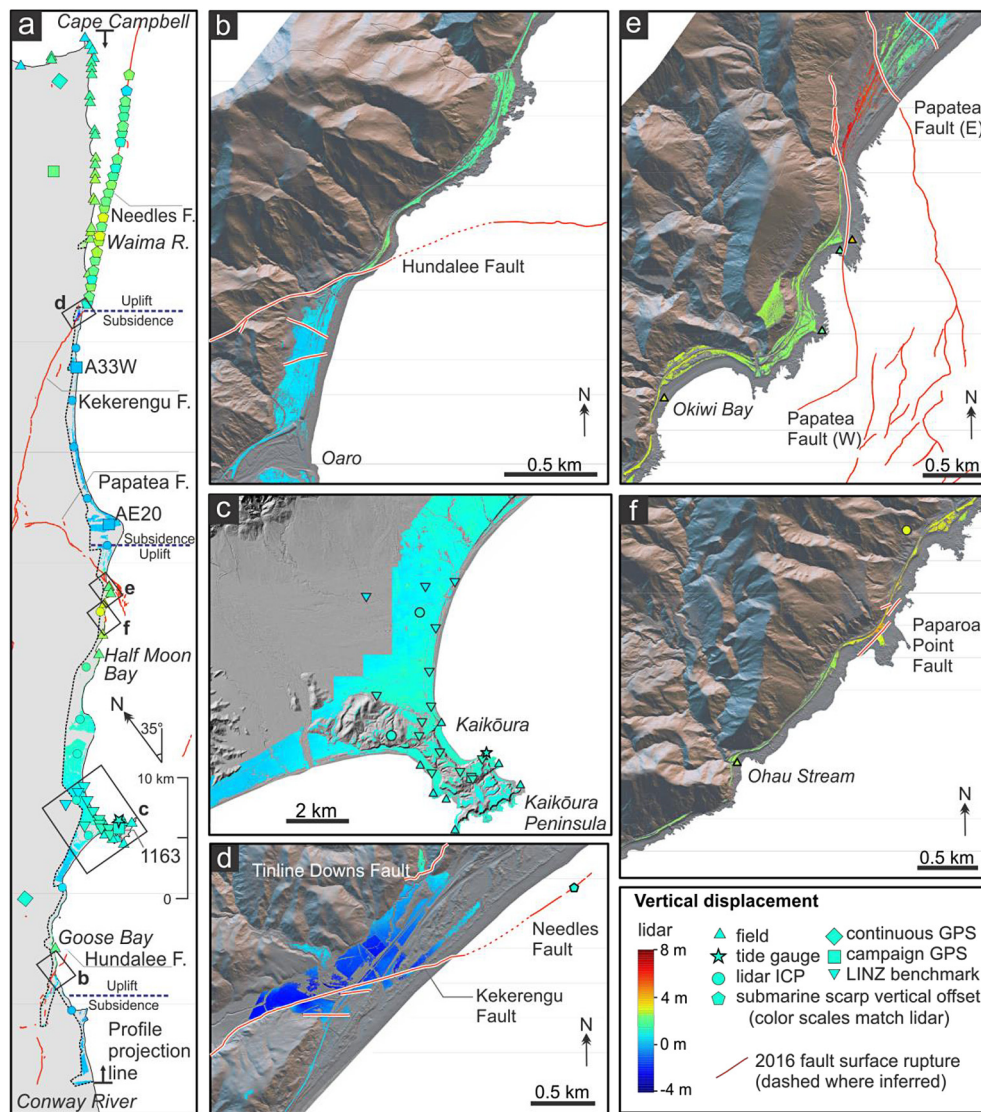 a
Cape Campbell
Needles F.
Waima R.
d
Uplift
Subsidence
A33W
Kekerengu F.
Papatea F.
AE20
Subsidence
Uplift
e
f
Half Moon
Bay
N
35°
10 km
c
1163
0
Goose Bay
Hundalee F.
b
Uplift
Subsidence
Profile
projection
line
Conway River
b
Hundalee Fault
N
Oaro
0.5 km
c
Kaikōura
2 km
Kaikōura
Peninsula
d
Tinline Downs Fault
Needles
Fault
Kekerengu
Fault
N
0.5 km
e
Papatea
Fault (E)
Okiwi Bay
Papatea
Fault (W)
N
0.5 km
f
Paparoa
Point
Fault
Ohau Stream
N
0.5 km
Vertical displacement
lidar
8 m
4 m
0 m
-4 m
field
tide gauge
lidar ICP
continuous GPS
campaign GPS
LINZ benchmark
submarine scarp vertical offset
(color scales match lidar)
2016 fault surface rupture
(dashed where inferred)